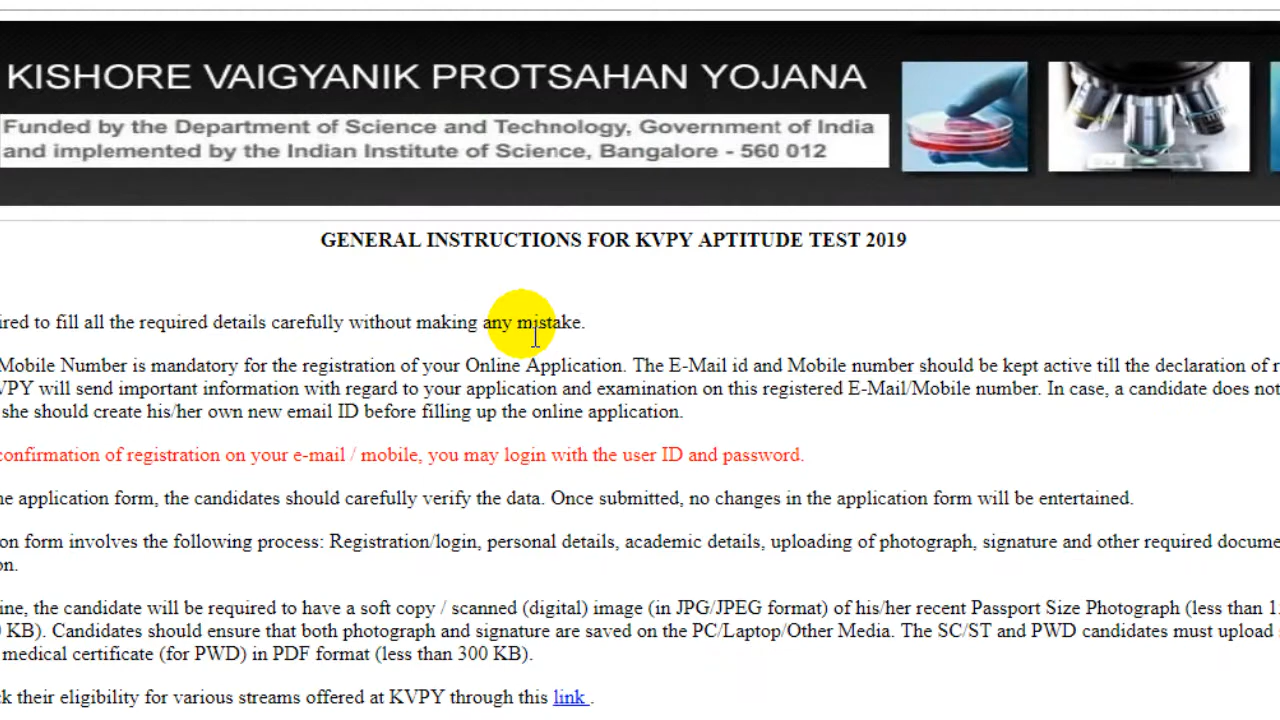 KISHORE VAIGYANIK PROTSAHAN YOJANA
Funded by the Department of Science and Technology, Government of India
and implemented by the Indian Institute of Science, Bangalore - 560 012
GENERAL INSTRUCTIONS FOR KVPY APTITUDE TEST 2019
ired to fill all the required details carefully without making any mistake.
Mobile Number is mandatory for the registration of your Online Application. The E-Mail id and Mobile number should be kept active till the declaration of
VPY will send important information with regard to your application and examination on this registered E-Mail/Mobile number. In case, a candidate does not
she should create his/her own new email ID before filling up the online application.
confirmation of registration on your e-mail / mobile, you may login with the user ID and password.
he application form, the candidates should carefully verify the data. Once submitted, no changes in the application form will be entertained.
on form involves the following process: Registration/login, personal details, academic details, uploading of photograph, signature and other required docume
on.
ine, the candidate will be required to have a soft copy / scanned (digital) image (in JPG/JPEG format) of his/her recent Passport Size Photograph (less than
KB). Candidates should ensure that both photograph and signature are saved on the PC/Laptop/Other Media. The SC/ST and PWD candidates must upload
medical certificate (for PWD) in PDF format (less than 300 KB).
ck their eligibility for various streams offered at KVPY through this link .